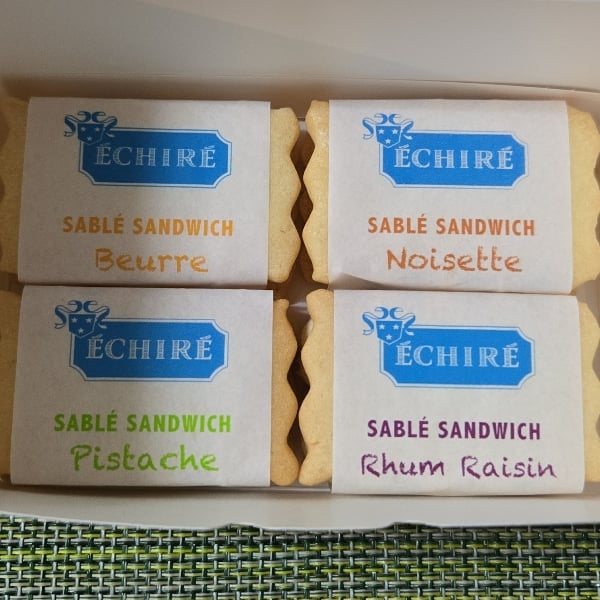 ÉCHIRÉ
SABLÉ SANDWICH
Beurre
ÉCHIRÉ
SABLÉ SANDWICH
Noisette
ÉCHIRÉ
SABLÉ SANDWICH
Pistache
ÉCHIRÉ
SABLÉ SANDWICH
Rhum Raisin